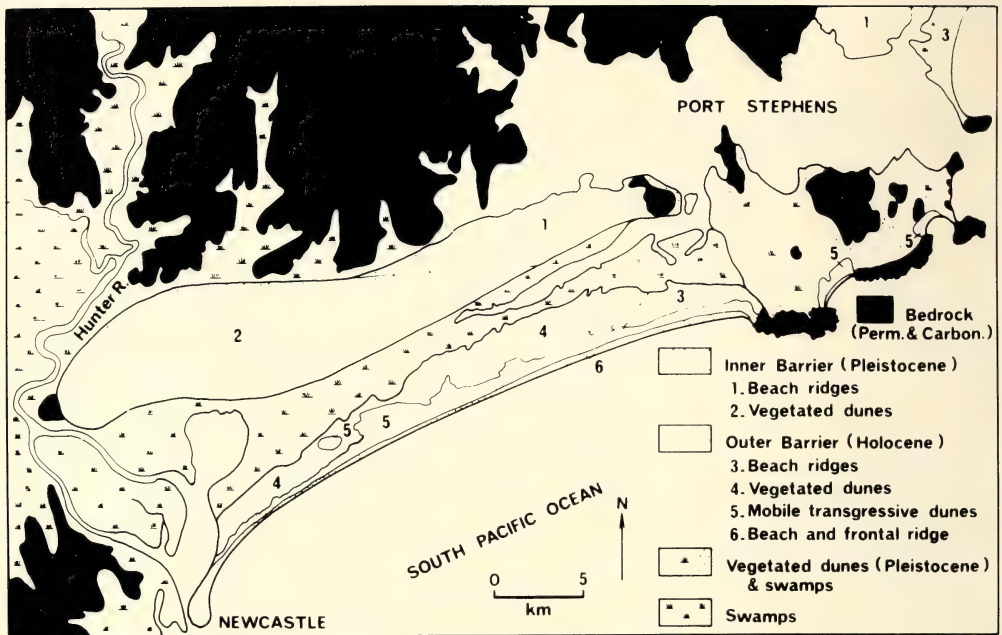 1
3
PORT STEPHENS
1
5
5
Hunter R.
2
3
4
6
5
5
4
Bedrock
(Perm. & Carbon.)
Inner Barrier (Pleistocene)
1. Beach ridges
2. Vegetated dunes
Outer Barrier (Holocene)
3. Beach ridges
4. Vegetated dunes
5. Mobile transgressive dunes
6. Beach and frontal ridge
Vegetated dunes (Pleistocene)
& swamps
Swamps
SOUTH PACIFIC OCEAN
N
0 5
km
NEWCASTLE